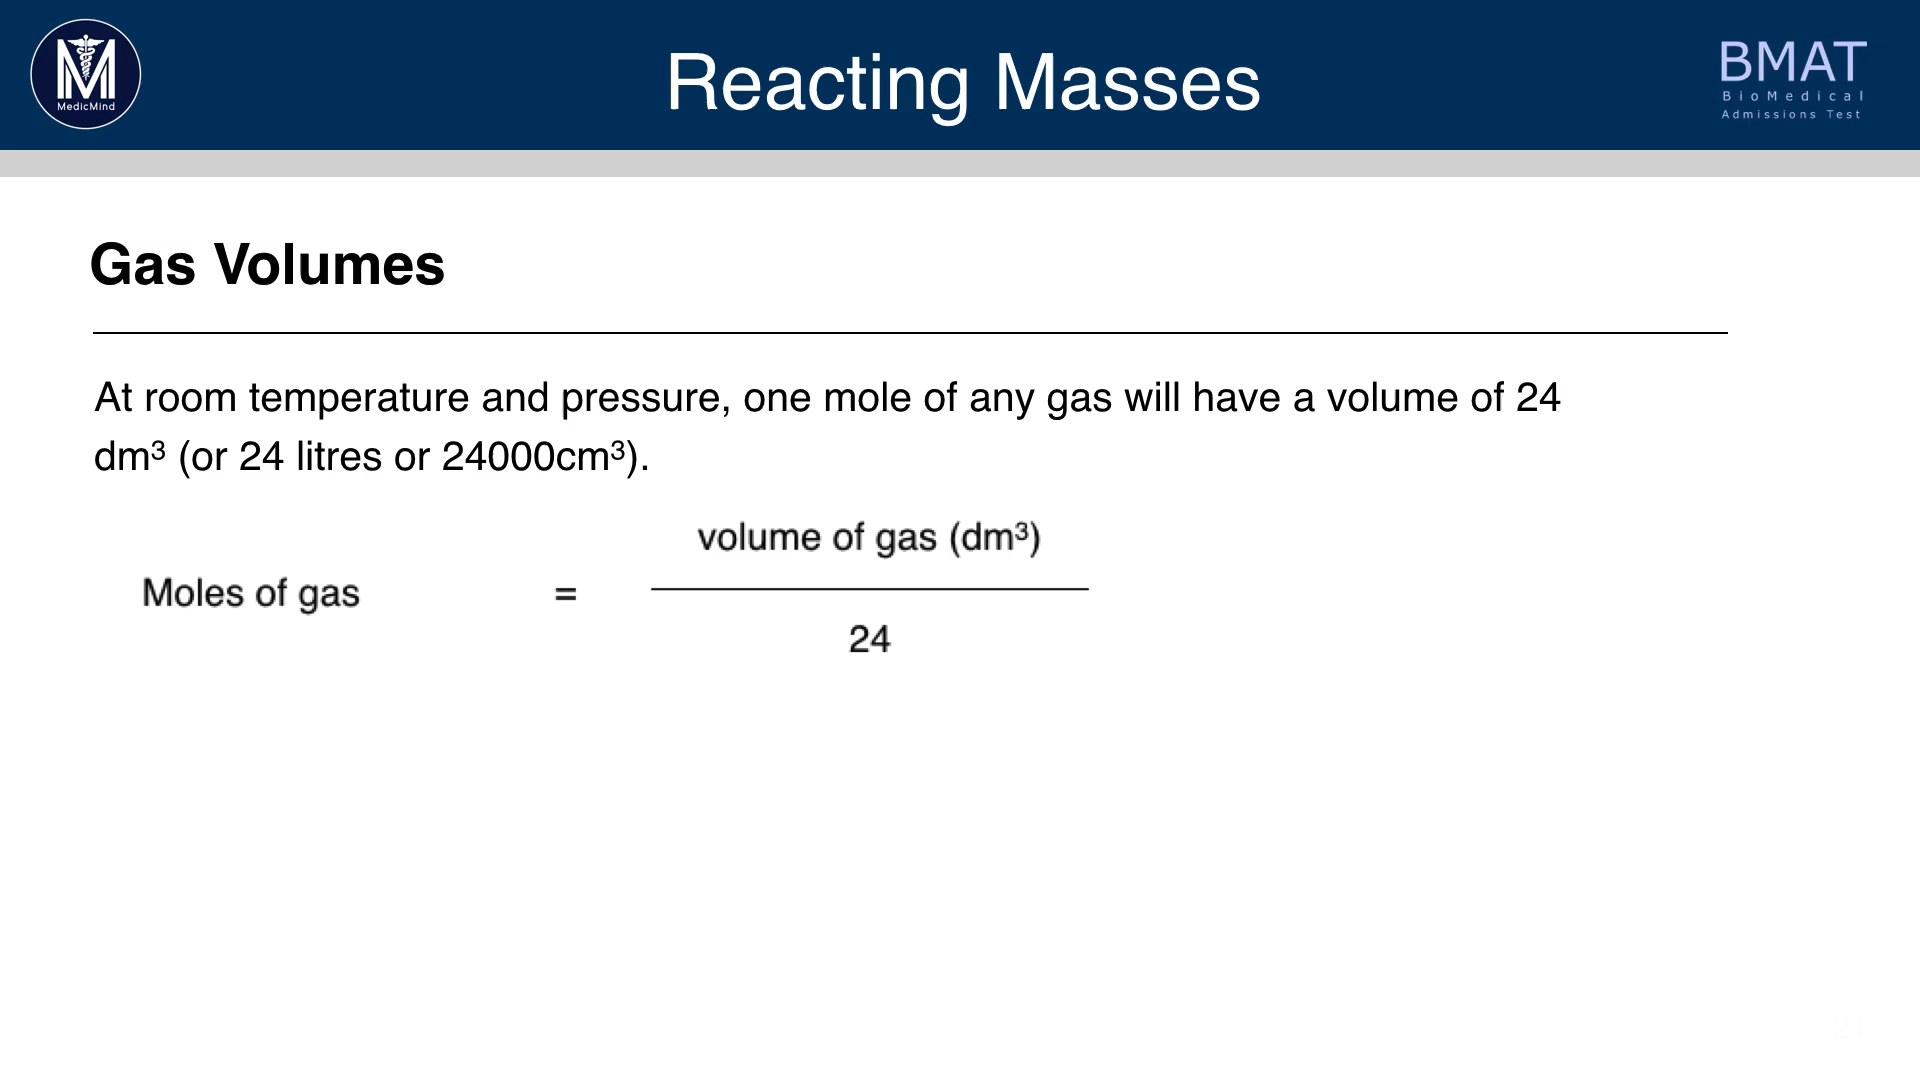 MedicMind
Reacting Masses
BMAT
BioMedical
Admissions Test
Gas Volumes
At room temperature and pressure, one mole of any gas will have a volume of 24
dm³ (or 24 litres or 24000cm³).
volume of gas (dm³)
Moles of gas =
24